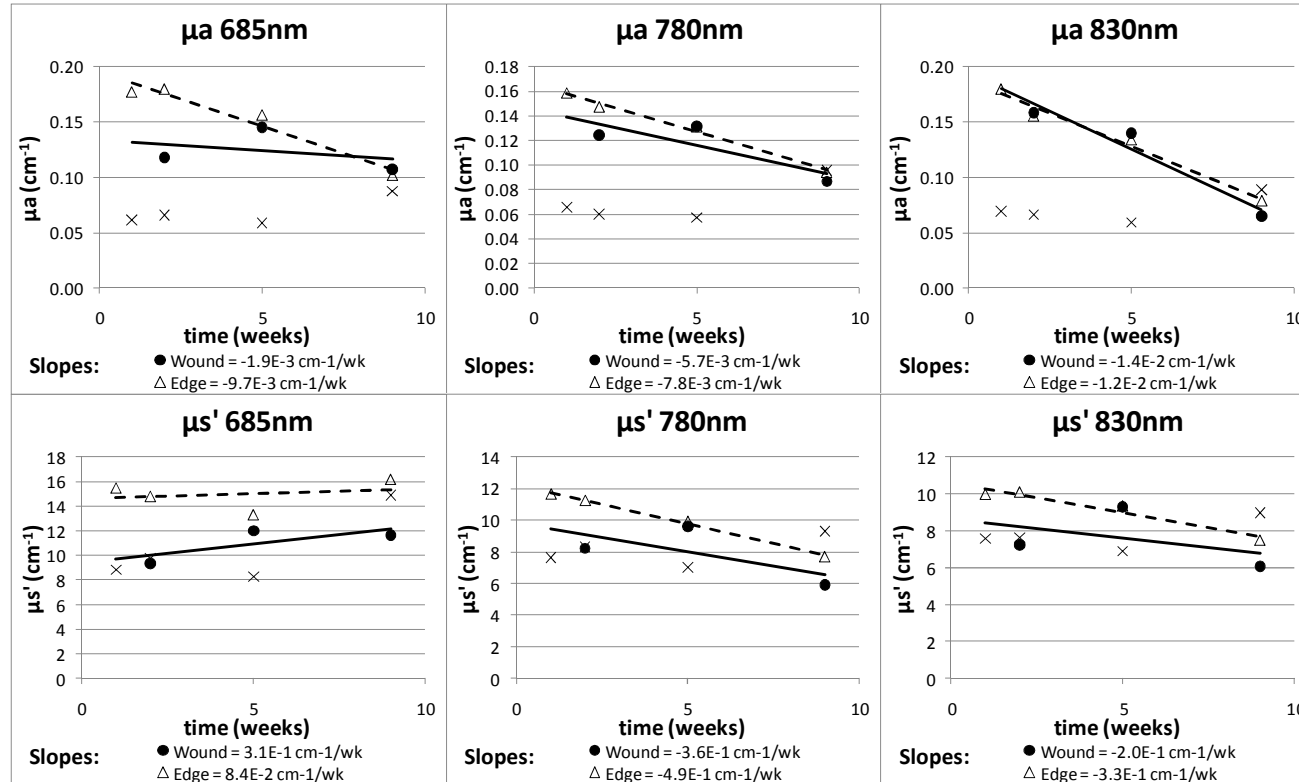 µa 685nm
0.20
0.15
0.10
0.05
0.00
µa (cm-1)
0 5 10
time (weeks)
Slopes:
Wound = -1.9E-3 cm-1/wk
Edge = -9.7E-3 cm-1/wk
µa 780nm
0.18
0.16
0.14
0.12
0.10
0.08
0.06
0.04
0.02
0.00
µa (cm-1)
0 5 10
time (weeks)
Slopes:
Wound = -5.7E-3 cm-1/wk
Edge = -7.8E-3 cm-1/wk
µa 830nm
0.20
0.15
0.10
0.05
0.00
µa (cm-1)
0 5 10
time (weeks)
Slopes:
Wound = -1.4E-2 cm-1/wk
Edge = -1.2E-2 cm-1/wk
µs' 685nm
18
16
14
12
10
8
6
4
2
0
µs' (cm-1)
0 5 10
time (weeks)
Slopes:
Wound = 3.1E-1 cm-1/wk
Edge = 8.4E-2 cm-1/wk
µs' 780nm
14
12
10
8
6
4
2
0
µs' (cm-1)
0 5 10
time (weeks)
Slopes:
Wound = -3.6E-1 cm-1/wk
Edge = -4.9E-1 cm-1/wk
µs' 830nm
12
10
8
6
4
2
0
µs' (cm-1)
0 5 10
time (weeks)
Slopes:
Wound = -2.0E-1 cm-1/wk
Edge = -3.3E-1 cm-1/wk